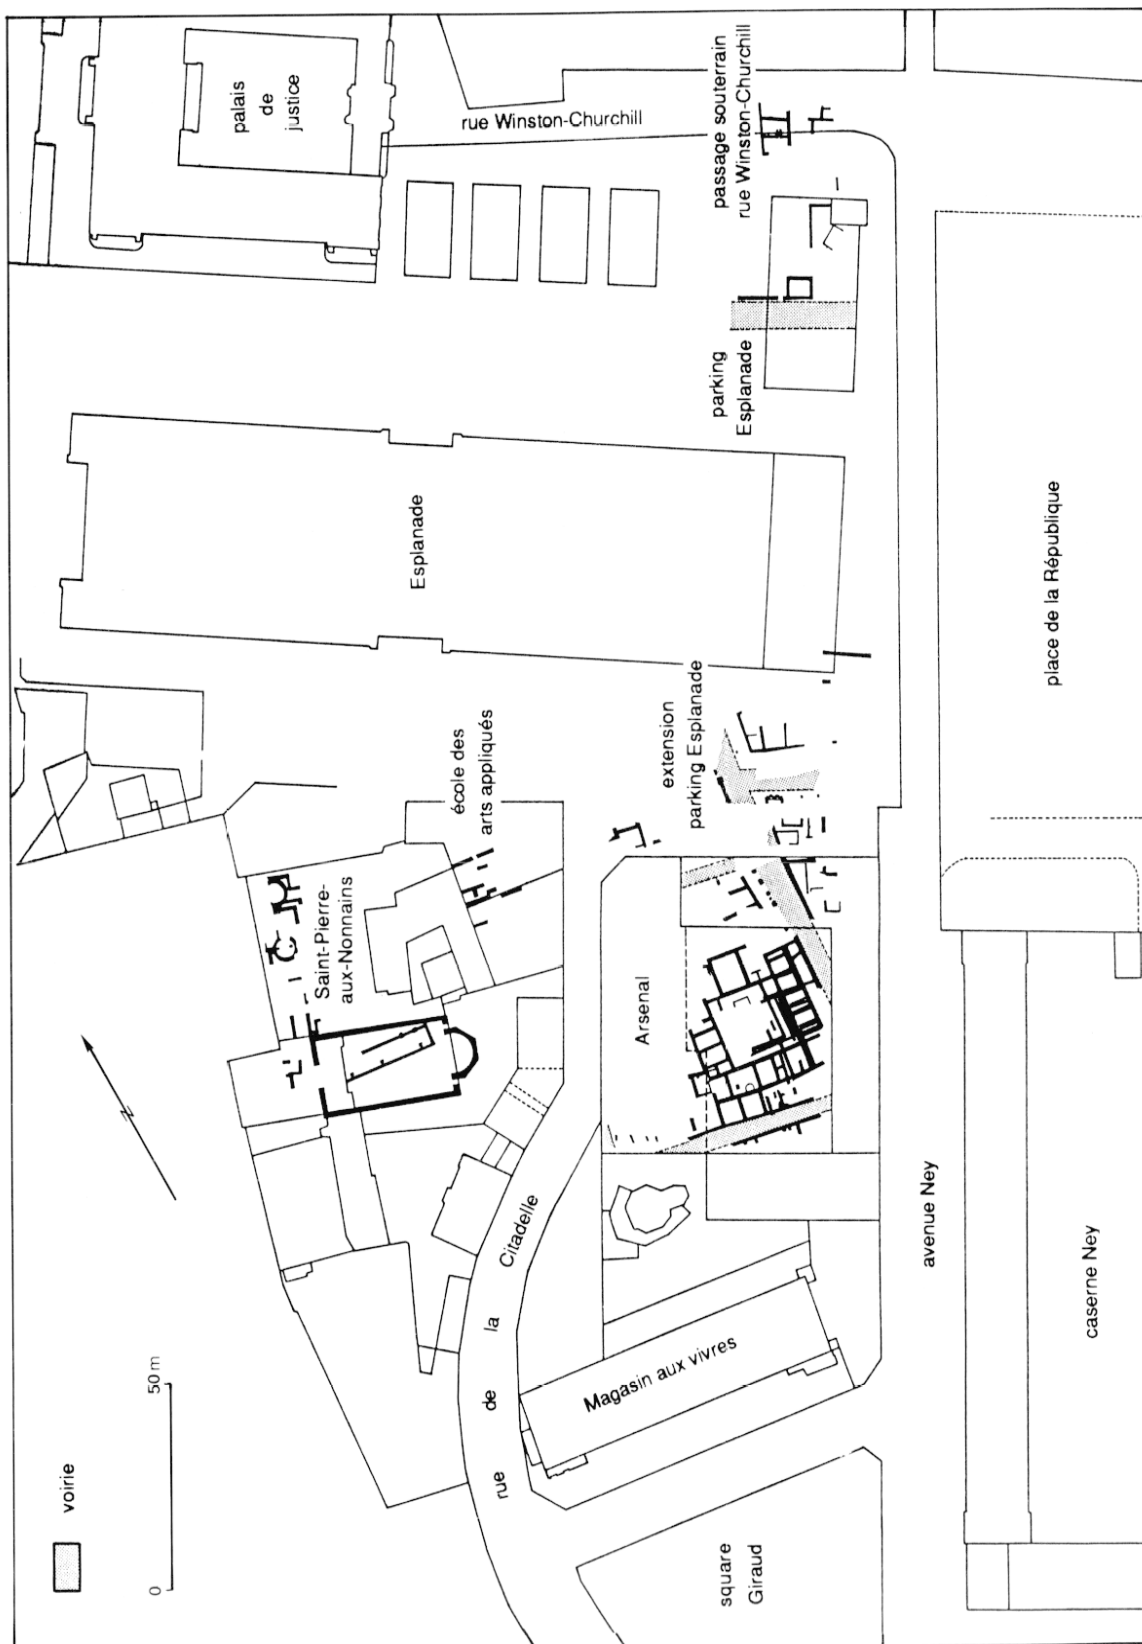 palais
de
justice
rue Winston-Churchill
passage souterrain
rue Winston-Churchill
parking
Esplanade
Esplanade
place de la République
école des
arts appliqués
extension
parking Esplanade
Saint-Pierre-
aux-Nonnains
Arsenal
N
rue de la Citadelle
avenue Ney
caserne Ney
Magasin aux vivres
square
Giraud
voirie
0 50 m